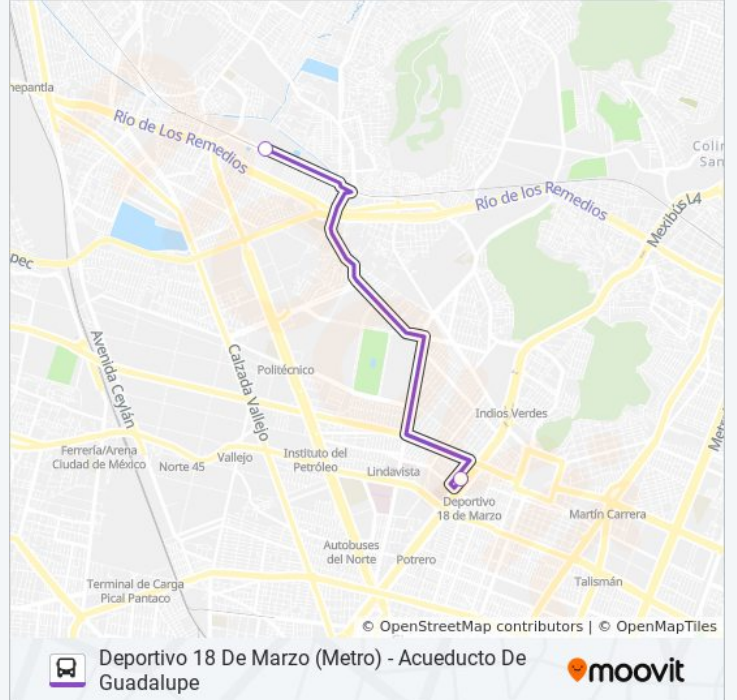 nepantla
Río de Los Remedios
Colir
San
Río de los Remedios
Mexibús L4
Dec
Avenida Ceylán
Calzada Vallejo
Politécnico
Indios Verdes
Metro
Ferrería/Arena
Ciudad de México
Norte 45
Vallejo
Instituto del
Petróleo
Lindavista
Deportivo
18 de Marzo
Martín Carrera
Autobuses
del Norte
Potrero
Terminal de Carga
Pical Pantaco
Talismán
© OpenStreetMap contributors | © OpenMapTiles
Deportivo 18 De Marzo (Metro) - Acueducto De
Guadalupe
moovit